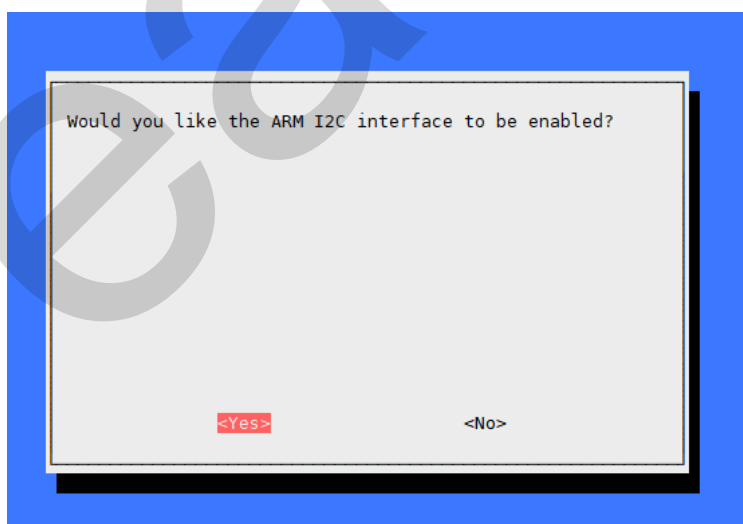 Would you like the ARM I2C interface to be enabled?
<Yes> <No>